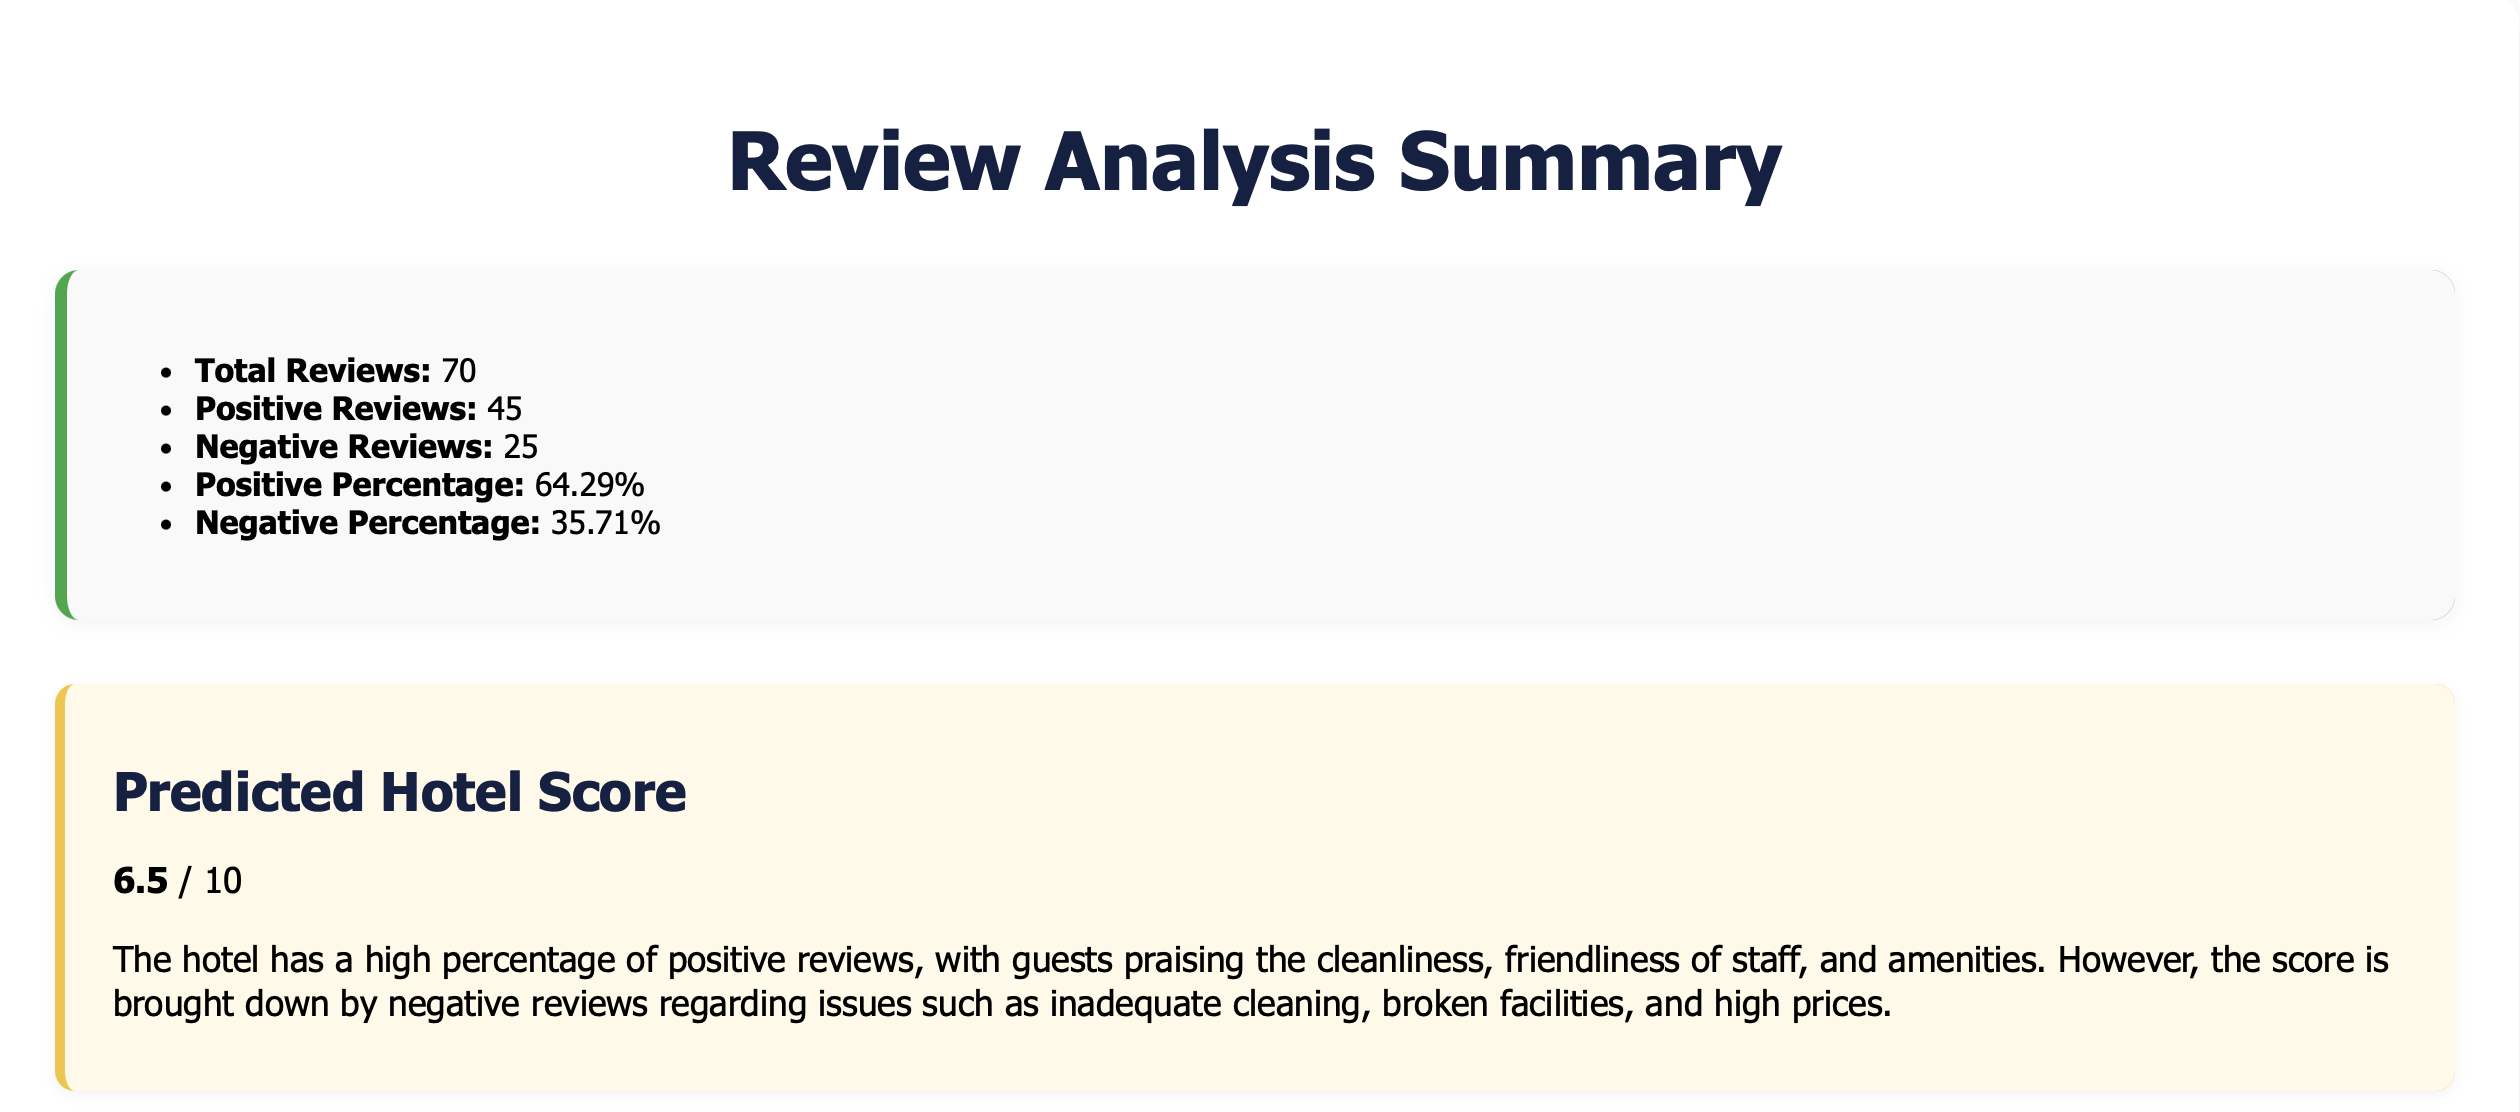 Review Analysis Summary
• Total Reviews: 70
• Positive Reviews: 45
• Negative Reviews: 25
• Positive Percentage: 64.29%
• Negative Percentage: 35.71%
Predicted Hotel Score
6.5 / 10
The hotel has a high percentage of positive reviews, with guests praising the cleanliness, friendliness of staff, and amenities. However, the score is
brought down by negative reviews regarding issues such as inadequate cleaning, broken facilities, and high prices.